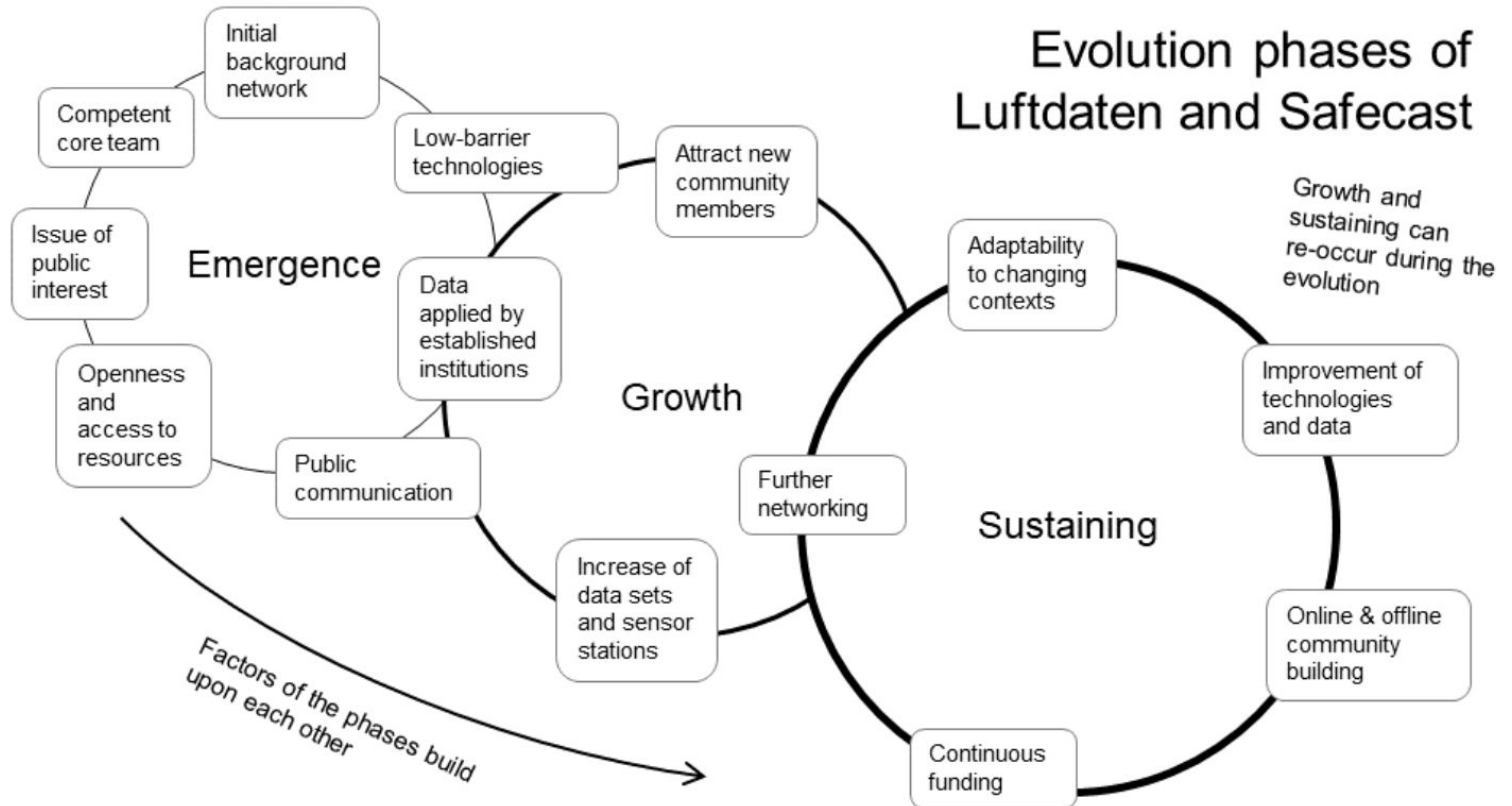 Evolution phases of
Luftdaten and Safecast
Initial
background
network
Competent
core team
Low-barrier
technologies
Issue of
public
interest
Emergence
Data
applied by
established
institutions
Openness
and
access to
resources
Public
communication
Attract new
community
members
Growth
Further
networking
Increase of
data sets
and sensor
stations
Adaptability
to changing
contexts
Growth and
sustaining can
re-occur during the
evolution
Improvement of
technologies
and data
Sustaining
Online & offline
community
building
Continuous
funding
Factors of the phases build
upon each other